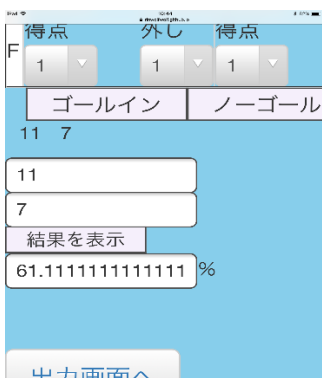 得点 外し 得点
F 1 1 1
ゴールイン ノーゴール
11 7
11
7
結果を表示
61.1111111111111 %
出力画面へ